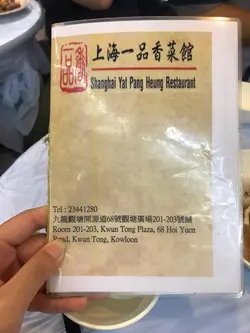 上海一品香菜館
Shanghai Yat Pang Heung Restaurant
Tel : 23441280
九龍觀塘開源道68號觀塘廣場201-203號舖
Room 201-203, Kwun Tong Plaza, 68 Hoi Yuen
Road, Kwun Tong, Kowloon